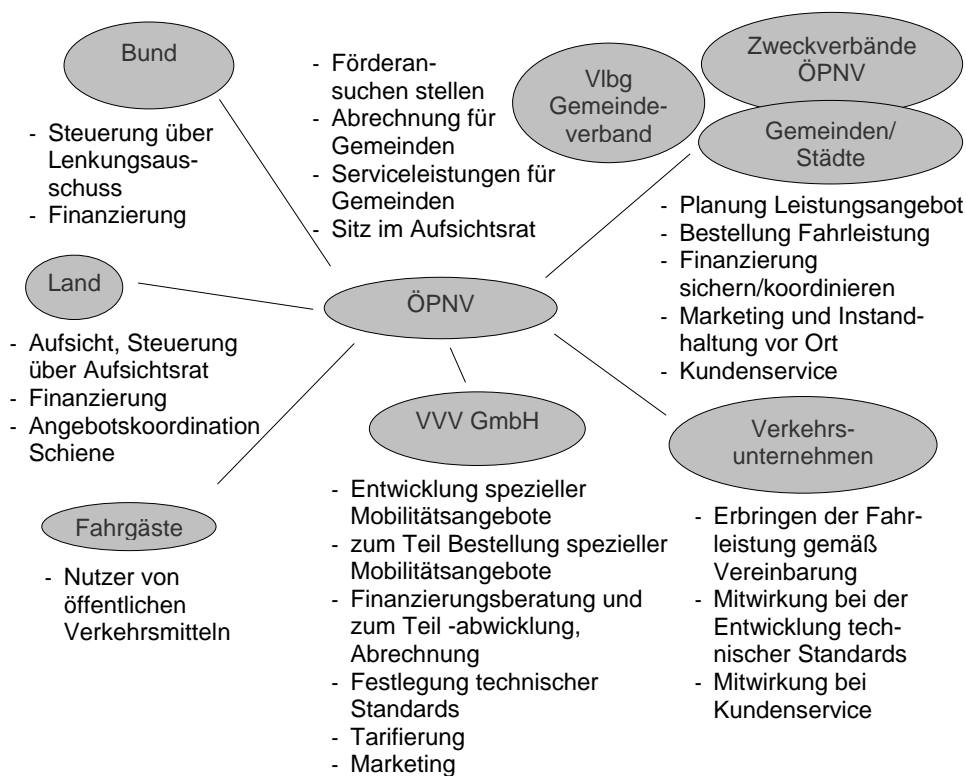 Bund
- Steuerung über
Lenkungsaus-
schuss
- Finanzierung
- Förderan-
suchen stellen
- Abrechnung für
Gemeinden
- Serviceleistungen für
Gemeinden
- Sitz im Aufsichtsrat
Vlbg
Gemeinde-
verband
Zweckverbände
ÖPNV
Gemeinden/
Städte
- Planung Leistungsangebot
- Bestellung Fahrleistung
- Finanzierung
sichern/koordinieren
- Marketing und Instand-
haltung vor Ort
- Kundenservice
Land
- Aufsicht, Steuerung
über Aufsichtsrat
- Finanzierung
- Angebotskoordination
Schiene
ÖPNV
Fahrgäste
- Nutzer von
öffentlichen
Verkehrsmitteln
VVV GmbH
- Entwicklung spezieller
Mobilitätsangebote
- zum Teil Bestellung spezieller
Mobilitätsangebote
- Finanzierungsberatung und
zum Teil -abwicklung,
Abrechnung
- Festlegung technischer
Standards
- Tarifierung
- Marketing
Verkehrs-
unternehmen
- Erbringen der Fahr-
leistung gemäß
Vereinbarung
- Mitwirkung bei der
Entwicklung tech-
nischer Standards
- Mitwirkung bei
Kundenservice